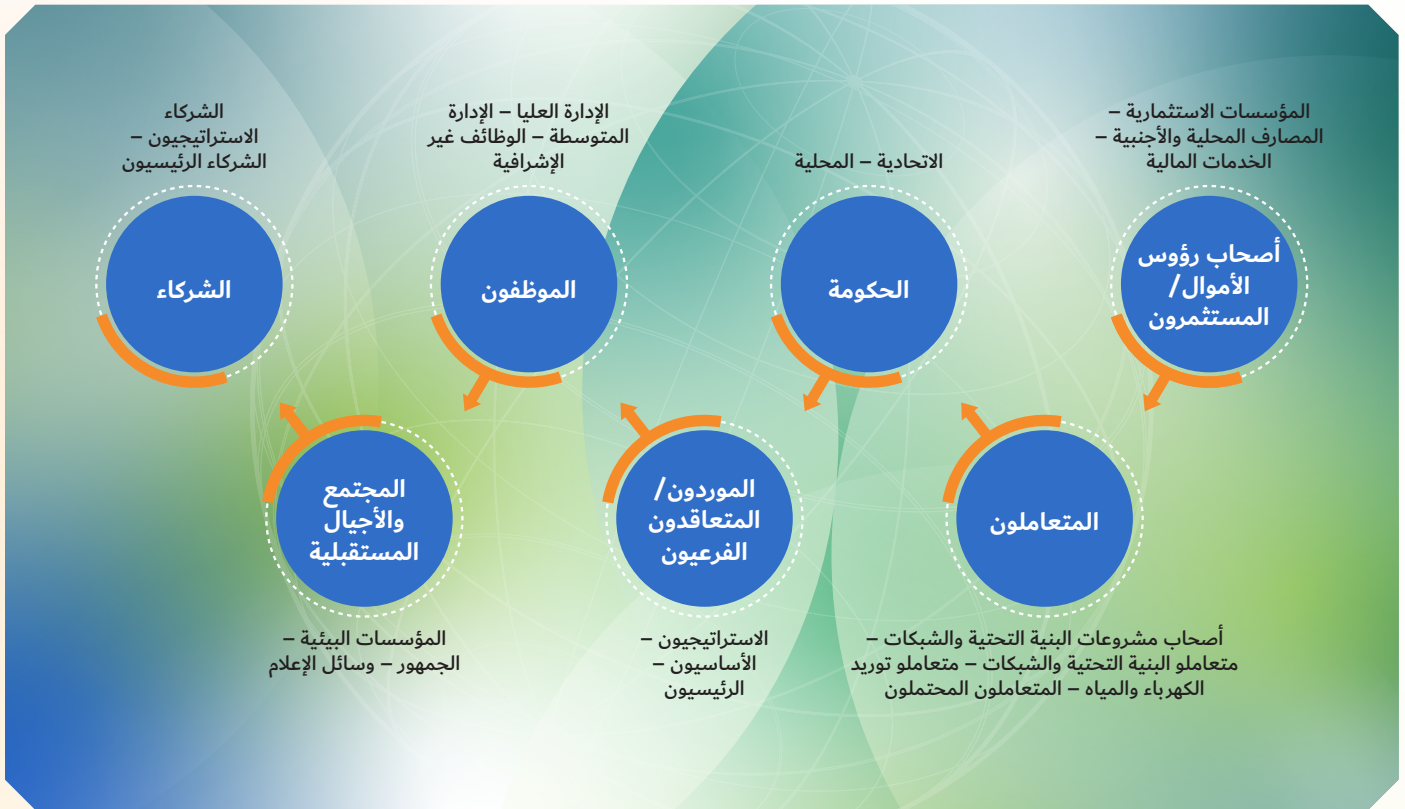 المؤسسات الاستثمارية –
المصارف المحلية والأجنبية –
الخدمات المالية
أصحاب رؤوس
الأموال/
المستثمرون
المتعاملون
أصحاب مشروعات البنية التحتية والشبكات –
متعاملو البنية التحتية والشبكات – متعاملو توريد
الكهرباء والمياه – المتعاملون المحتملون
الاتحادية – المحلية
الحكومة
الموردون/
المتعاقدون
الفرعيون
الاستراتيجيون –
الأساسيون –
الرئيسيون
الإدارة العليا – الإدارة
المتوسطة – الوظائف غير
الإشرافية
الموظفون
المجتمع
والأجيال
المستقبلية
المؤسسات البيئية –
الجمهور – وسائل الإعلام
الشركاء
الاستراتيجيون –
الشركاء الرئيسيون
الشركاء